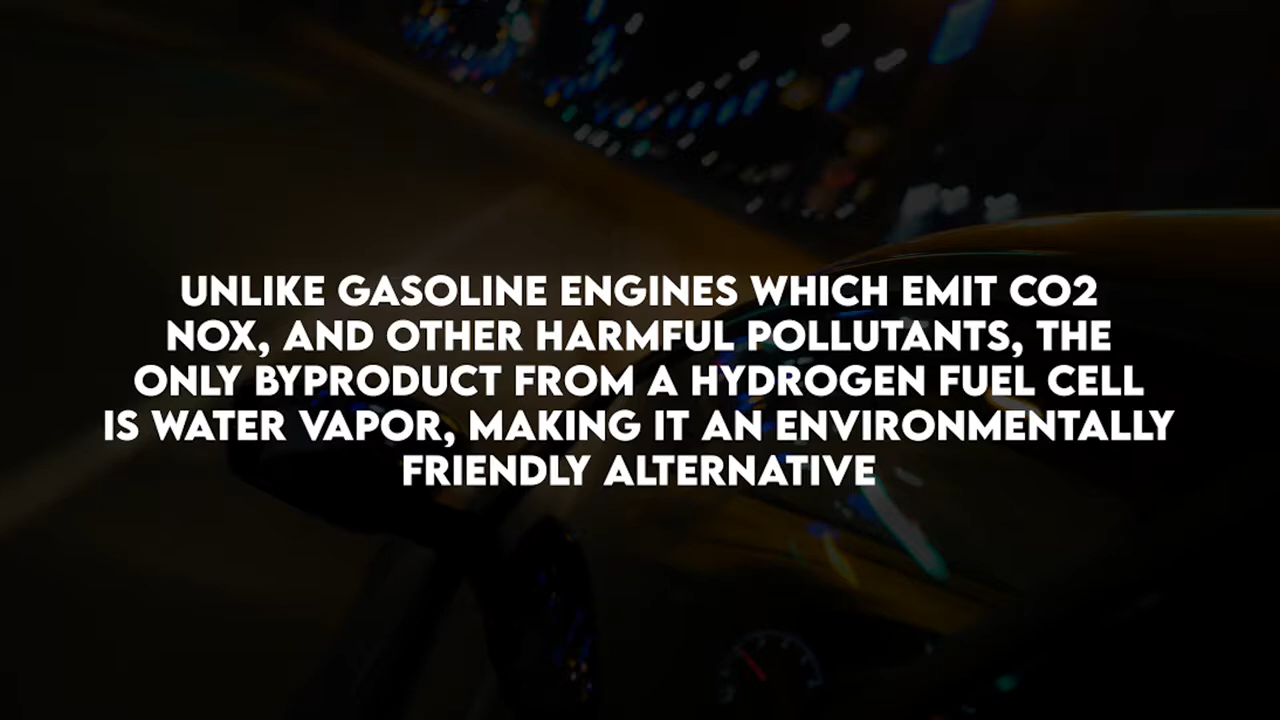 UNLIKE GASOLINE ENGINES WHICH EMIT CO2
NOX, AND OTHER HARMFUL POLLUTANTS, THE
ONLY BYPRODUCT FROM A HYDROGEN FUEL CELL
IS WATER VAPOR, MAKING IT AN ENVIRONMENTALLY
FRIENDLY ALTERNATIVE